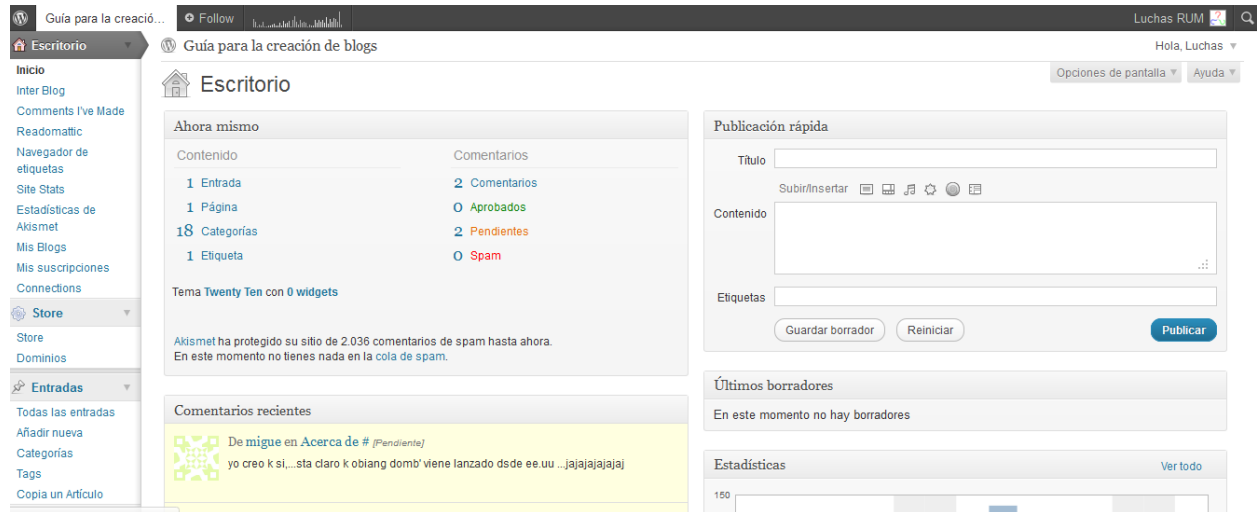 Guía para la creació...
Follow
Luchas RUM
Escritorio
Guía para la creación de blogs
Hola, Luchas
Inicio
Inter Blog
Comments I've Made
Readomattic
Navegador de
etiquetas
Site Stats
Estadísticas de
Akismet
Mis Blogs
Mis suscripciones
Connections
Store
Store
Dominios
Entradas
Todas las entradas
Añadir nueva
Categorías
Tags
Copia un Artículo
Opciones de pantalla
Ayuda
Escritorio
Ahora mismo
Contenido
Comentarios
1 Entrada
2 Comentarios
1 Página
0 Aprobados
18 Categorías
2 Pendientes
1 Etiqueta
0 Spam
Tema Twenty Ten con 0 widgets
Akismet ha protegido su sitio de 2.036 comentarios de spam hasta ahora.
En este momento no tienes nada en la cola de spam.
Comentarios recientes
De migue en Acerca de # [Pendiente]
yo creo k si,...sta claro k obiang domb' viene lanzado dsde ee.uu ...jajajajajajaj
Publicación rápida
Título
Subir/Insertar
Contenido
Etiquetas
Guardar borrador
Reiniciar
Publicar
Últimos borradores
En este momento no hay borradores
Estadísticas
Ver todo
150